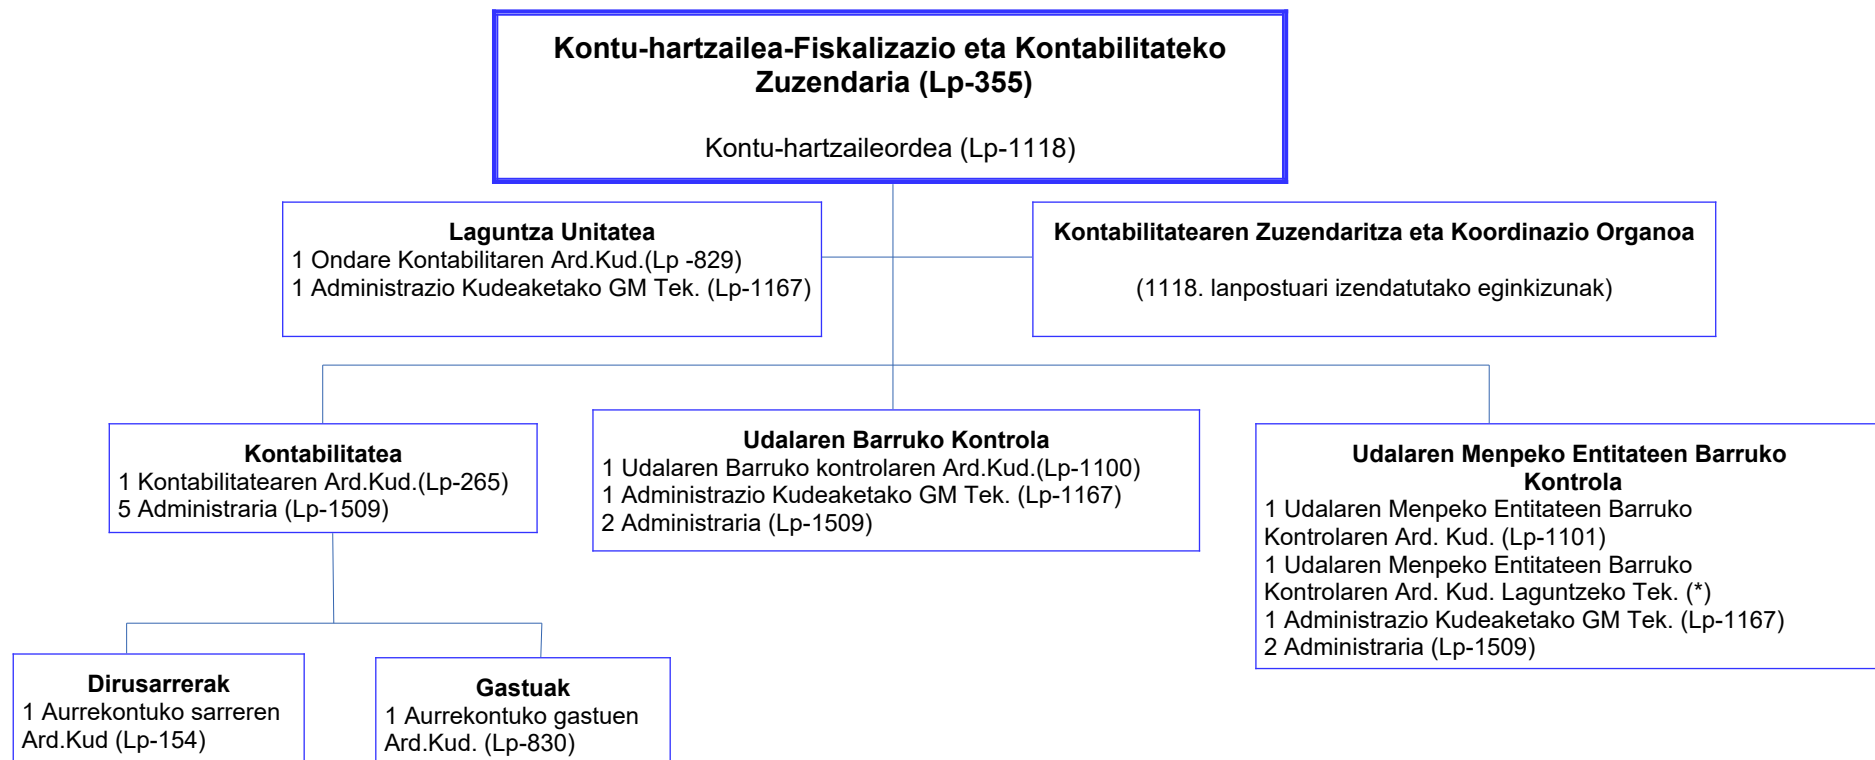 Kontu-hartzailea-Fiskalizazio eta Kontabilitateko
Zuzendaria (Lp-355)
Kontu-hartzaileordea (Lp-1118)
Laguntza Unitatea
1 Ondare Kontabilitaren Ard.Kud.(Lp -829)
1 Administrazio Kudeaketako GM Tek. (Lp-1167)
Kontabilitatearen Zuzendaritza eta Koordinazio Organoa
(1118. lanpostuari izendatutako eginkizunak)
Kontabilitatea
1 Kontabilitatearen Ard.Kud.(Lp-265)
5 Administraria (Lp-1509)
Udalaren Barruko Kontrola
1 Udalaren Barruko kontrolaren Ard.Kud.(Lp-1100)
1 Administrazio Kudeaketako GM Tek. (Lp-1167)
2 Administraria (Lp-1509)
Udalaren Menpeko Entitateen Barruko
Kontrola
1 Udalaren Menpeko Entitateen Barruko
Kontrolaren Ard. Kud. (Lp-1101)
1 Udalaren Menpeko Entitateen Barruko
Kontrolaren Ard. Kud. Laguntzeko Tek. (*)
1 Administrazio Kudeaketako GM Tek. (Lp-1167)
2 Administraria (Lp-1509)
Dirusarrerak
1 Aurrekontuko sarreren
Ard.Kud (Lp-154)
Gastuak
1 Aurrekontuko gastuen
Ard.Kud. (Lp-830)